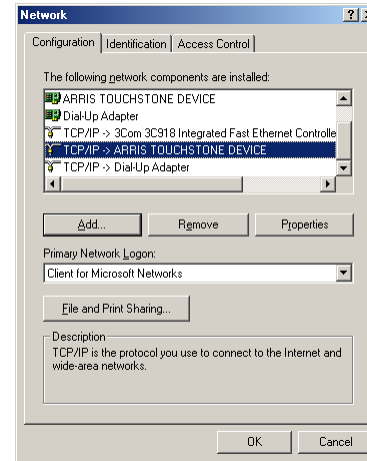 Network
Configuration Identification Access Control
The following network components are installed:
ARRIS TOUCHSTONE DEVICE
Dial-Up Adapter
TCP/IP -> 3Com 3C918 Integrated Fast Ethernet Controlle
TCP/IP -> ARRIS TOUCHSTONE DEVICE
TCP/IP -> Dial-Up Adapter
Add... Remove Properties
Primary Network Logon:
Client for Microsoft Networks
File and Print Sharing...
Description
TCP/IP is the protocol you use to connect to the Internet and
wide-area networks.
OK Cancel